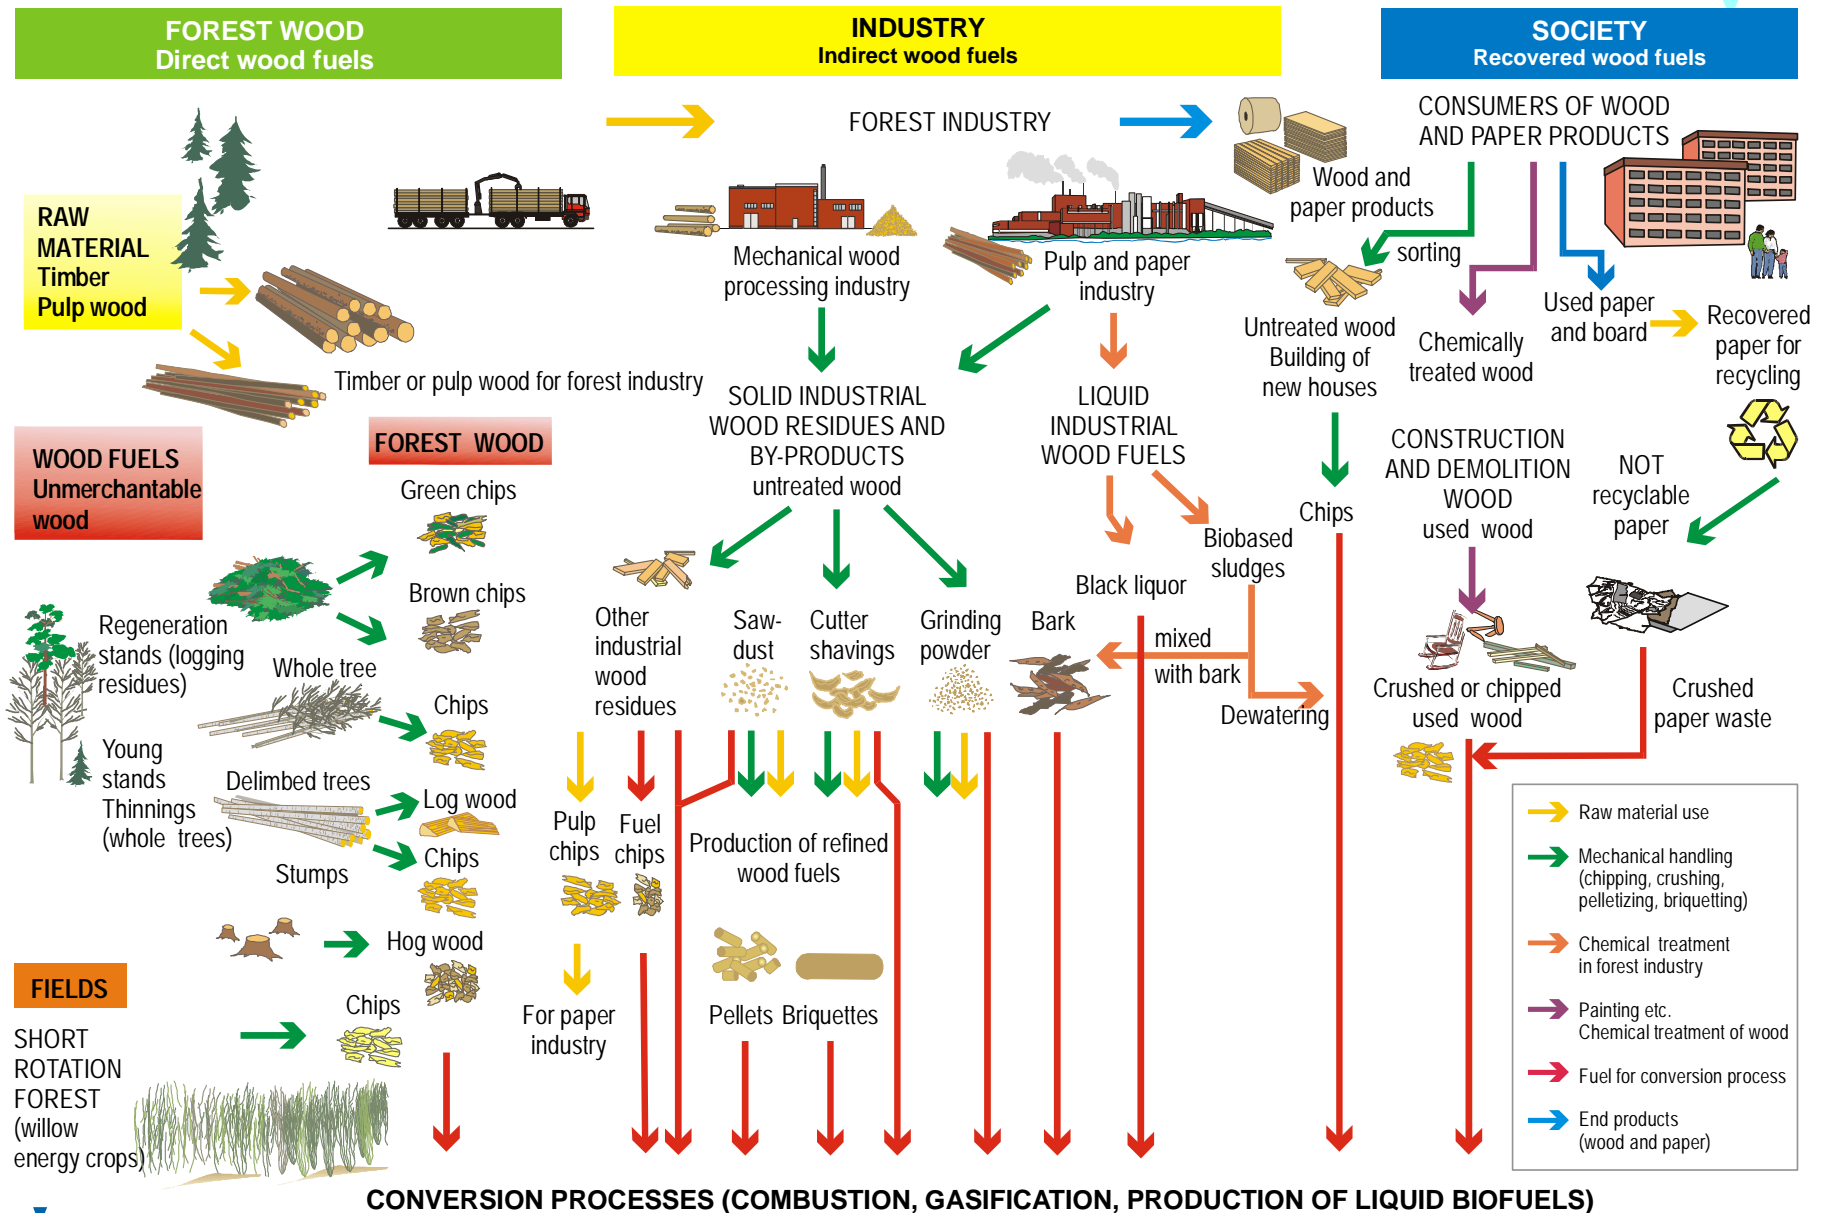 FOREST WOOD
Direct wood fuels
INDUSTRY
Indirect wood fuels
SOCIETY
Recovered wood fuels
FOREST INDUSTRY
CONSUMERS OF WOOD
AND PAPER PRODUCTS
RAW
MATERIAL
Timber
Pulp wood
Wood and
paper products
Mechanical wood
processing industry
Pulp and paper
industry
sorting
Timber or pulp wood for forest industry
Untreated wood
Building of
new houses
Chemically
treated wood
Used paper
and board
Recovered
paper for
recycling
SOLID INDUSTRIAL
WOOD RESIDUES AND
BY-PRODUCTS
untreated wood
LIQUID
INDUSTRIAL
WOOD FUELS
CONSTRUCTION
AND DEMOLITION
WOOD
used wood
NOT
recyclable
paper
WOOD FUELS
Unmerchantable
wood
FOREST WOOD
Green chips
Brown chips
Regeneration
stands (logging
residues)
Whole tree
Chips
Young
stands
Thinnings
(whole trees)
Delimbed trees
Log wood
Chips
Stumps
Hog wood
FIELDS
Chips
SHORT
ROTATION
FOREST
(willow
energy crops)
Other
industrial
wood
residues
Saw-
dust
Cutter
shavings
Grinding
powder
Bark
Black liquor
Biobased
sludges
mixed
with bark
Dewatering
Chips
Crushed or chipped
used wood
Crushed
paper waste
Pulp
chips
Fuel
chips
Production of refined
wood fuels
For paper
industry
Pellets
Briquettes
Raw material use
Mechanical handling
(chipping, crushing,
pelletizing, briquetting)
Chemical treatment
in forest industry
Painting etc.
Chemical treatment of wood
Fuel for conversion process
End products
(wood and paper)
CONVERSION PROCESSES (COMBUSTION, GASIFICATION, PRODUCTION OF LIQUID BIOFUELS)